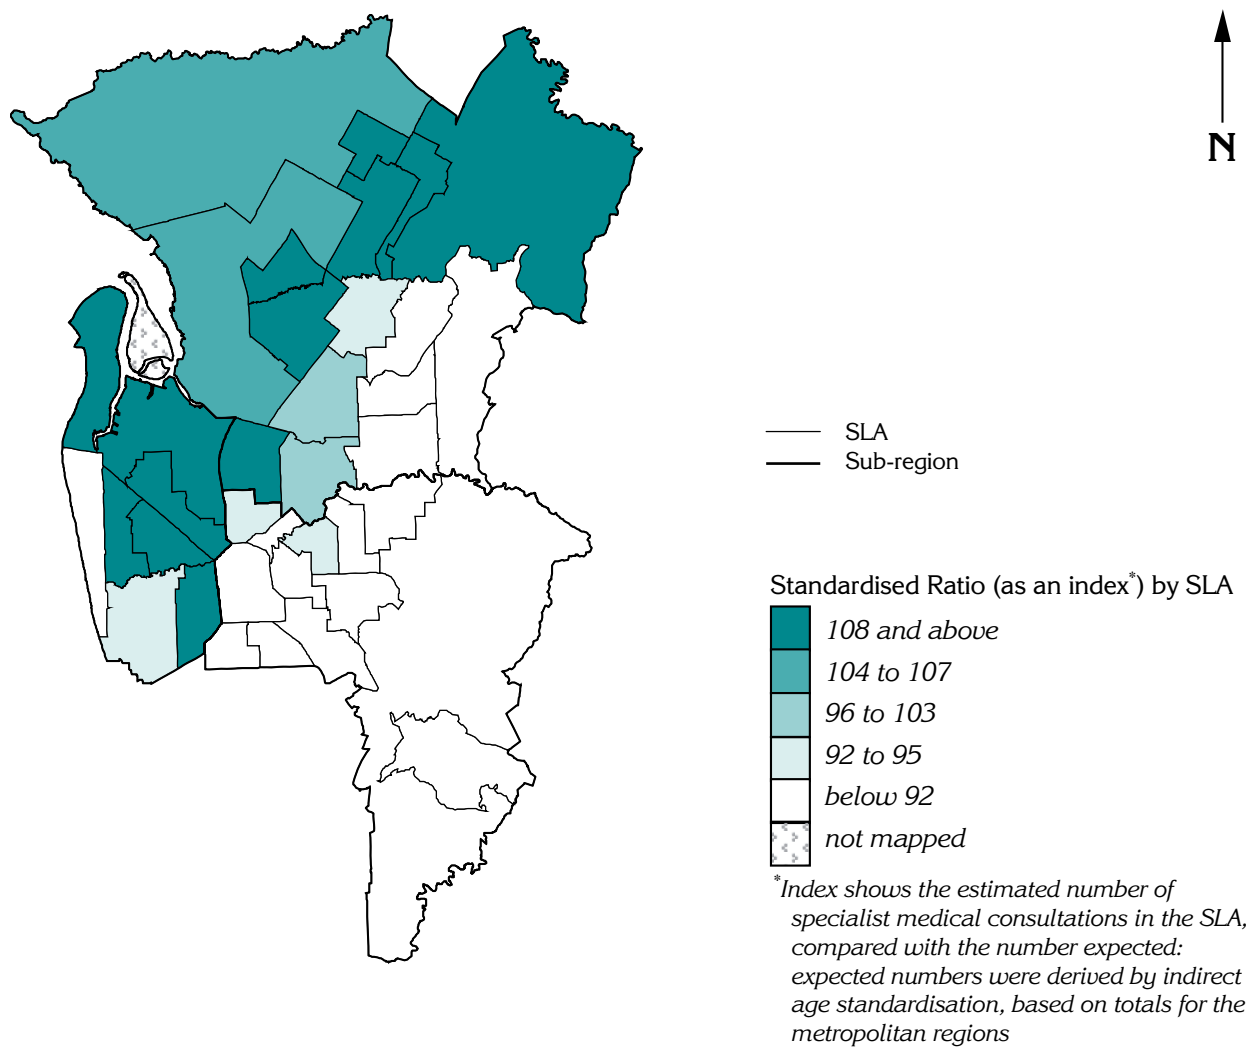 N
SLA
Sub-region
Standardised Ratio (as an index*) by SLA
108 and above
104 to 107
96 to 103
92 to 95
below 92
not mapped
*Index shows the estimated number of
specialist medical consultations in the SLA,
compared with the number expected:
expected numbers were derived by indirect
age standardisation, based on totals for the
metropolitan regions